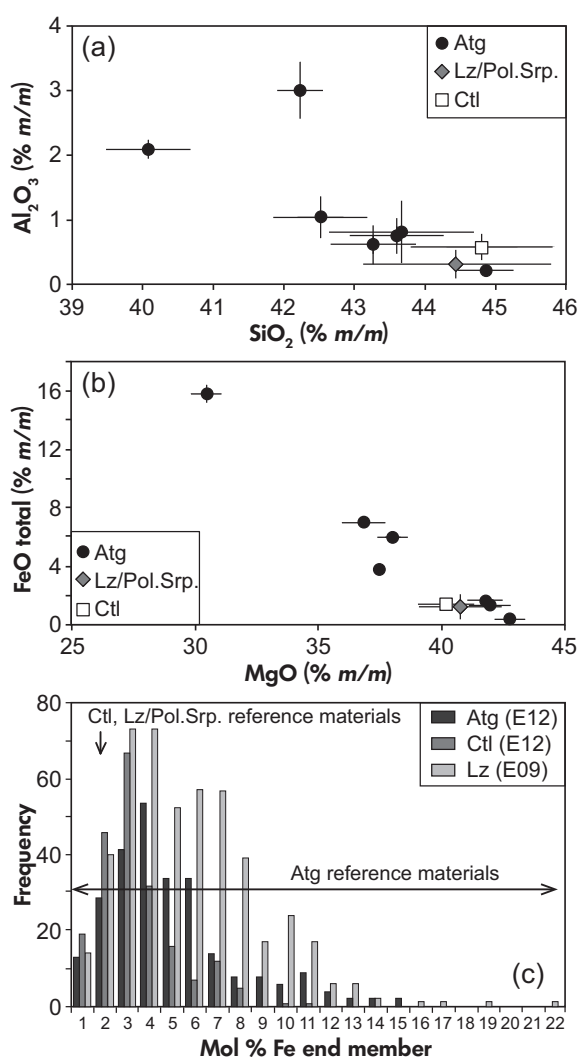 (a)
Atg
Lz/Pol.Srp.
Ctl
4
3
2
1
0
Al2O3 (% m/m)
39 40 41 42 43 44 45 46
SiO2 (% m/m)
(b)
16
12
8
4
0
FeO total (% m/m)
Atg
Lz/Pol.Srp.
Ctl
25 30 35 40 45
MgO (% m/m)
80
60
40
20
0
Frequency
Ctl, Lz/Pol.Srp. reference materials
Atg (E12)
Ctl (E12)
Lz (E09)
Atg reference materials
(c)
1 2 3 4 5 6 7 8 9 10 11 12 13 14 15 16 17 18 19 20 21 22
Mol % Fe end member